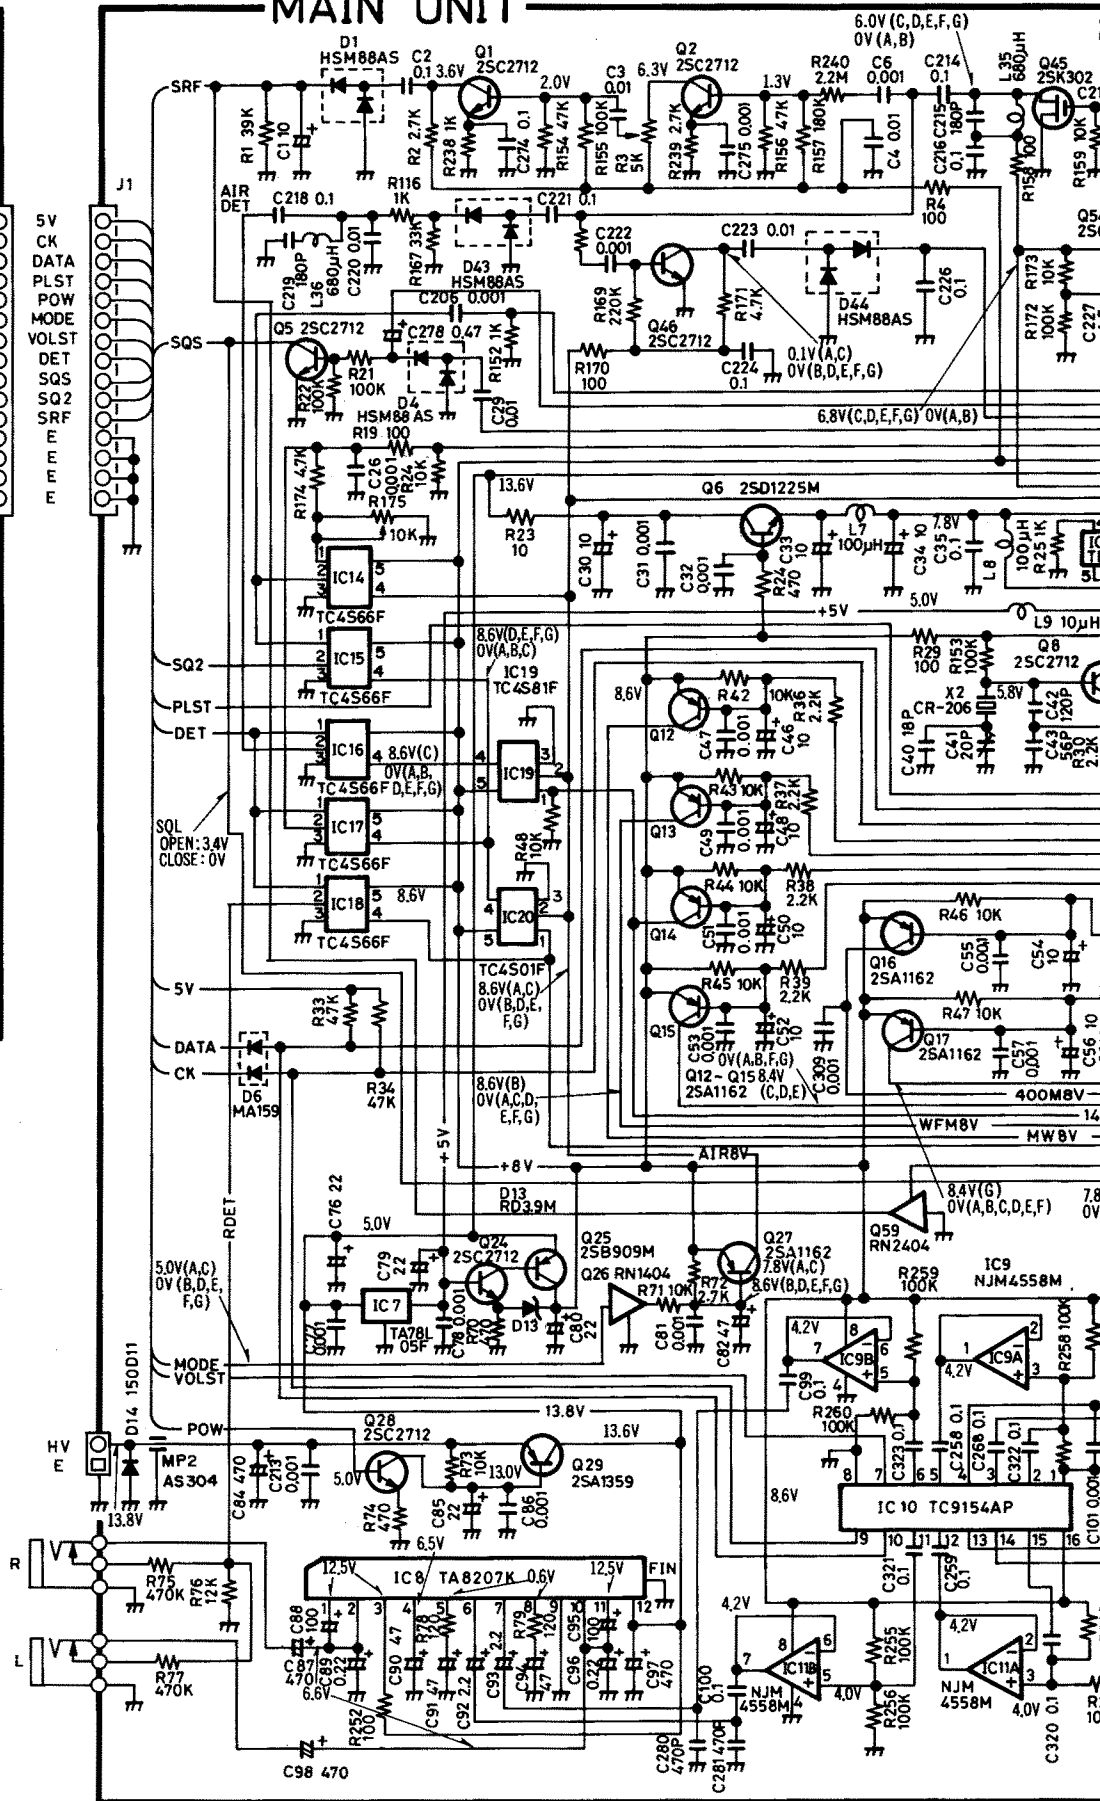 MAIN UNIT
6.0V (C,D,E,F,G)
0V (A,B)
D1
HSM88AS
C2
0.1
3.6V
Q1
2SC2712
2.0V
C3
0.01
6.3V
Q2
2SC2712
1.3V
R240
2.2M
C6
0.001
C214
0.1
L35
680μH
Q45
2SK302
SRF
R1 39K
C1 10
R2 2.7K
R238 1K
C274 0.1
R154 47K
R155 100K
R3
5K
R239 2.7K
C275 0.001
R156 47K
R157 180K
C4 0.01
C215
180P
C216
0.1
R158 100
R159 10K
J1
AIR
DET
C218 0.1
R116
1K
C221 0.1
R4
100
5V
CK
DATA
PLST
POW
MODE
VOLST
DET
SQS
SQ2
SRF
E
E
E
E
C219
180P
L36
680μH
C220 0.01
R167 33K
D43
HSM88AS
C222
0.001
C223 0.01
R169
220K
Q46
2SC2712
R171
4.7K
D44
HSM88AS
C226
0.1
R173
10K
R172
100K
C227
C206 0.001
SQS
Q5 2SC2712
C278 0.47
R21
100K
R22
100K
R152 1K
D4
HSM88AS
C29
0.01
R170
100
C224
0.1
0.1V(A,C)
0V(B,D,E,F,G)
6.8V(C,D,E,F,G) 0V(A,B)
R19 100
R174 4.7K
C26
0.001
R24
10K
R175
10K
13.6V
R23
10
Q6 2SD1225M
C30 10
C31 0.001
C32
0.001
R24
470
C33
10
L7
100μH
C34 10
7.8V
C35
0.1
L8
100μH
R25 1K
IC14
TC4S66F
+5V
5.0V
L9 10μH
SQ2
IC15
TC4S66F
8.6V(D,E,F,G)
0V(A,B,C)
IC19
TC4S81F
R29
100
R153
100K
Q8
2SC2712
PLST
DET
8.6V
R42
10K
R36
2.2K
Q12
C47
0.001
C46
10
X2
CR-206
5.8V
C40 18P
C41
20P
C42
120P
C43
56P
R30
2.2K
IC16
TC4S66F
8.6V(C)
0V(A,B,
D,E,F,G)
IC19
R43 10K
R37
2.2K
Q13
C49
0.001
C48
10
SQL
OPEN:3.4V
CLOSE:0V
IC17
TC4S66F
R48
10K
IC18
TC4S66F
8.6V
IC20
TC4S01F
8.6V(A,C)
0V(B,D,E,
F,G)
R44 10K
R38
2.2K
Q14
C51
0.001
C50
10
R46 10K
Q16
2SA1162
C55
0.001
C54
10
5V
R33
47K
DATA
CK
D6
MA159
R34
47K
R45 10K
R39
2.2K
Q15
C53
0.001
C52
10
0V(A,B,F,G)
Q12~Q15 8.4V
2SA1162 (C,D,E)
C309
0.001
R47 10K
Q17
2SA1162
C57
0.001
C56 10
8.6V(B)
0V(A,C,D,
E,F,G)
400M8V
WFM8V
MW8V
AIR8V
+5V
+8V
8.4V(G)
0V(A,B,C,D,E,F)
RDET
C76 22
5.0V
C79
22
D13
RD3.9M
Q24
2SC2712
Q25
2SB909M
Q26 RN1404
Q27
2SA1162
7.8V(A,C)
8.6V(B,D,E,F,G)
Q59
RN2404
5.0V(A,C)
0V(B,D,E,
F,G)
IC7
TA78L
05F
0.001
C78 0.001
R70
470
D13
C80
22
R71 10K
R72
2.7K
C81
0.001
C82 47
R259
100K
IC9
NJM4558M
4.2V
IC9B
IC9A
4.2V
R258 100K
MODE
VOLST
C99
0.1
R260
100K
13.8V
D14 150D11
POW
HV
E
MP2
AS304
13.8V
C84 470
C213
0.001
Q28
2SC2712
5.0V
R74
470
R73
10K
C85
22
13.0V
C86
0.001
Q29
2SA1359
13.6V
C323 0.1
C258 0.1
C268 0.1
C322 0.1
8.6V
IC10 TC9154AP
C101 0.001
R
R75
470K
R76
12K
12.5V
6.5V
0.6V
12.5V
IC8 TA8207K
FIN
C321
0.1
C259
0.1
L
R77
470K
C88
100
C87
470
C89
0.22
6.6V
R252
100
C90 47
R78
120
C91 47
C92 2.2
C93
2.2
R79
120
C94
47
C95
100
C96
0.22
C97
470
C98 470
C100
0.1
C280
470P
C281 470P
4.2V
IC11B
NJM
4558M
4.0V
R255
100K
R256
100K
4.2V
IC11A
NJM
4558M
4.0V
C320 0.1